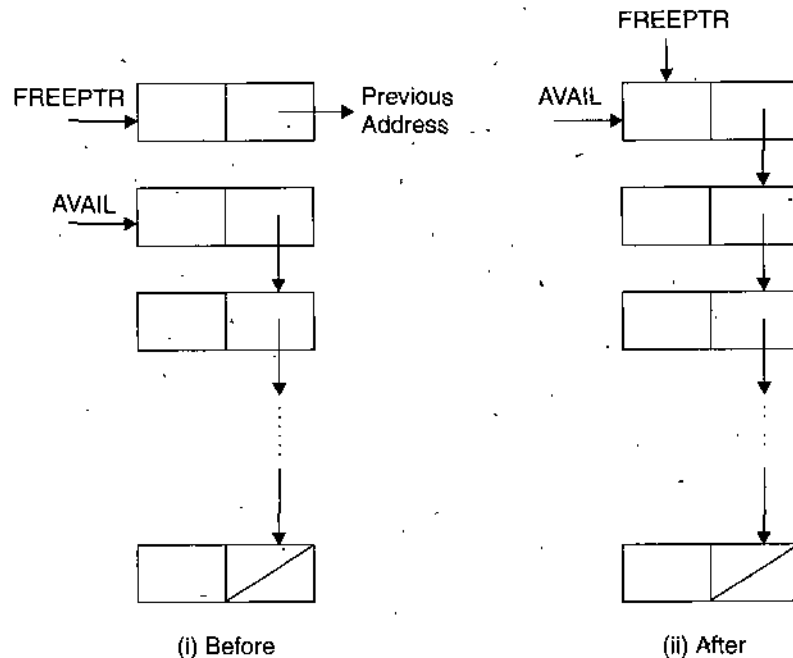 FREEPTR
Previous
Address
AVAIL
(i) Before
FREEPTR
AVAIL
(ii) After